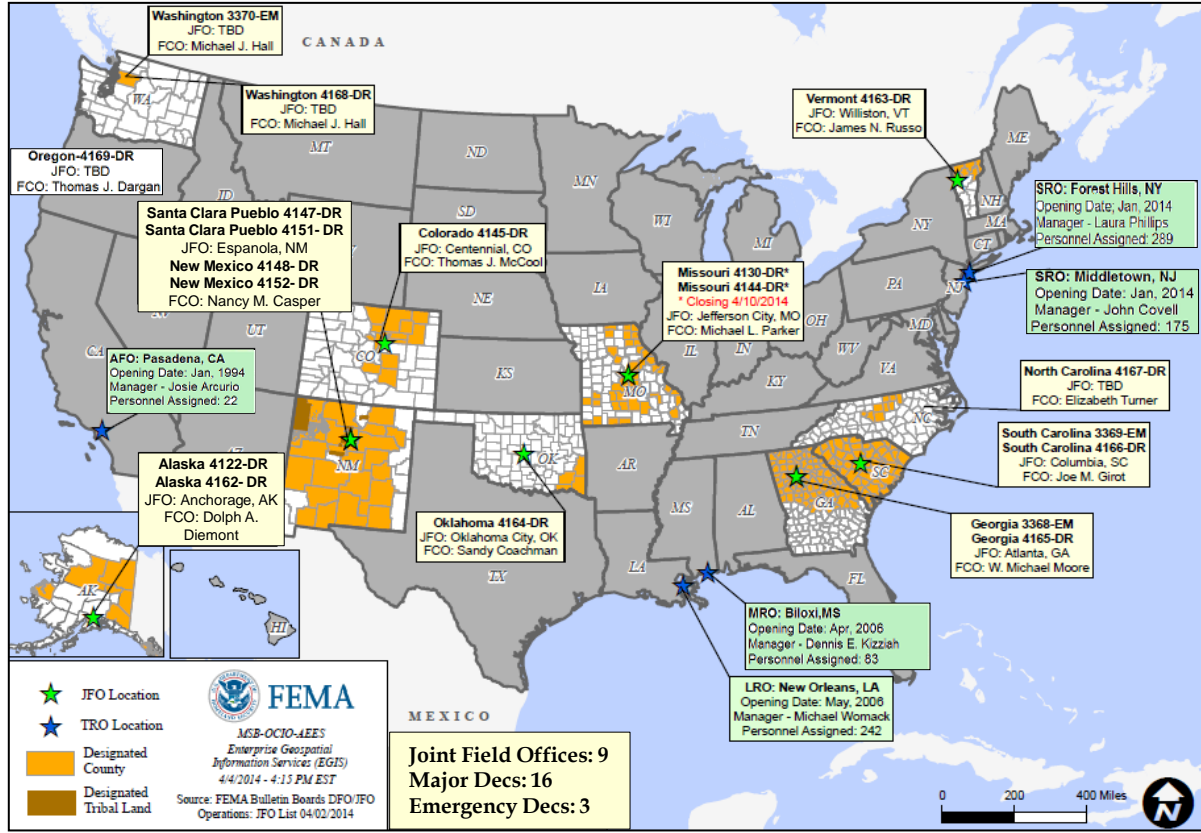 Washington 3370-EM
JFO: TBD
FCO: Michael J. Hall
CANADA
Washington 4168-DR
JFO: TBD
FCO: Michael J. Hall
Vermont 4163-DR
JFO: Williston, VT
FCO: James N. Russo
Oregon-4169-DR
JFO: TBD
FCO: Thomas J. Dargan
SRO: Forest Hills, NY
Opening Date; Jan, 2014
Manager - Laura Phillips
Personnel Assigned: 289
Santa Clara Pueblo 4147-DR
Santa Clara Pueblo 4151- DR
JFO: Espanola, NM
New Mexico 4148- DR
New Mexico 4152- DR
FCO: Nancy M. Casper
Colorado 4145-DR
JFO: Centennial, CO
FCO: Thomas J. McCool
Missouri 4130-DR*
Missouri 4144-DR*
* Closing 4/10/2014
JFO: Jefferson City, MO
FCO: Michael L. Parker
SRO: Middletown, NJ
Opening Date: Jan, 2014
Manager - John Covell
Personnel Assigned: 175
AFO: Pasadena, CA
Opening Date: Jan, 1994
Manager - Josie Arcurio
Personnel Assigned: 22
North Carolina 4167-DR
JFO: TBD
FCO: Elizabeth Turner
South Carolina 3369-EM
South Carolina 4166-DR
JFO: Columbia, SC
FCO: Joe M. Girot
Alaska 4122-DR
Alaska 4162- DR
JFO: Anchorage, AK
FCO: Dolph A.
Diemont
Oklahoma 4164-DR
JFO: Oklahoma City, OK
FCO: Sandy Coachman
Georgia 3368-EM
Georgia 4165-DR
JFO: Atlanta, GA
FCO: W. Michael Moore
MRO: Biloxi,MS
Opening Date: Apr, 2006
Manager - Dennis E. Kizziah
Personnel Assigned: 83
LRO: New Orleans, LA
Opening Date: May, 2006
Manager - Michael Womack
Personnel Assigned: 242
WA
MT
ND
MN
ME
ID
SD
WI
MI
NY
NH
MA
CT
NJ
PA
NE
IA
OH
MD
UT
CO
KS
MO
IL
IN
WV
VA
KY
CA
NM
OK
AR
TN
NC
SC
MS
AL
GA
TX
LA
FL
AK
HI
MEXICO
JFO Location
TRO Location
Designated
County
Designated
Tribal Land
FEMA
MSB-OCIO-AEES
Enterprise Geospatial
Information Services (EGIS)
4/4/2014 - 4:15 PM EST
Source: FEMA Bulletin Boards DFO/JFO
Operations: JFO List 04/02/2014
Joint Field Offices: 9
Major Decs: 16
Emergency Decs: 3
0 200 400 Miles
N